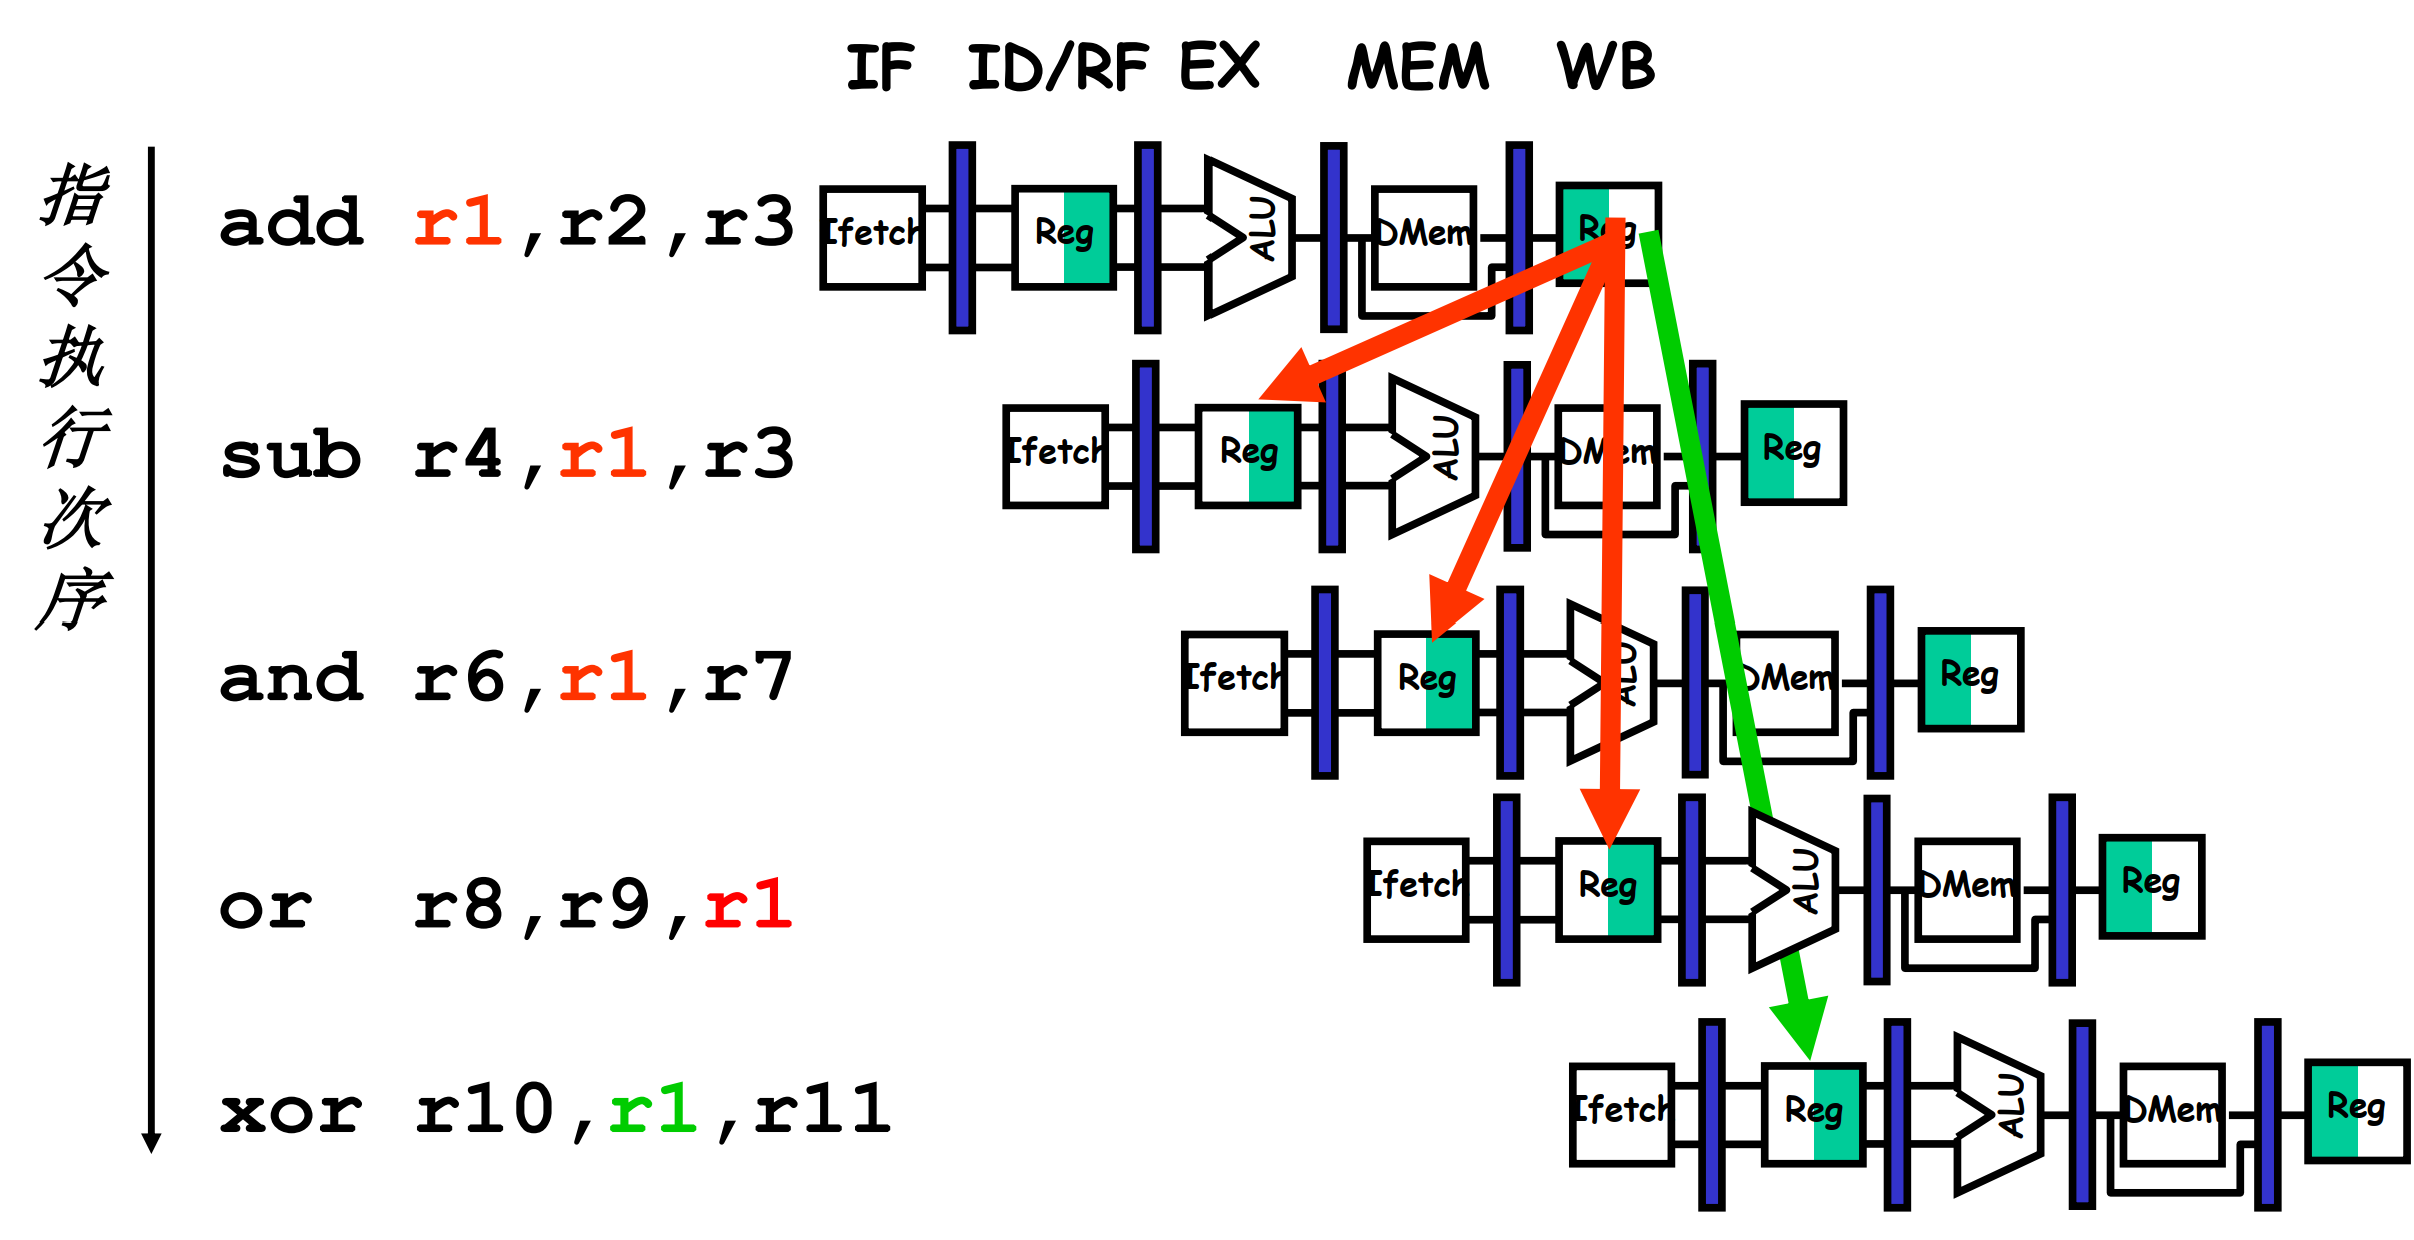 IF ID/RF EX MEM WB
指令执行次序
add r1,r2,r3 Ifetch Reg ALU DMem Reg
sub r4,r1,r3 Ifetch Reg ALU DMem Reg
and r6,r1,r7 Ifetch Reg ALU DMem Reg
or r8,r9,r1 Ifetch Reg ALU DMem Reg
xor r10,r1,r11 Ifetch Reg ALU DMem Reg